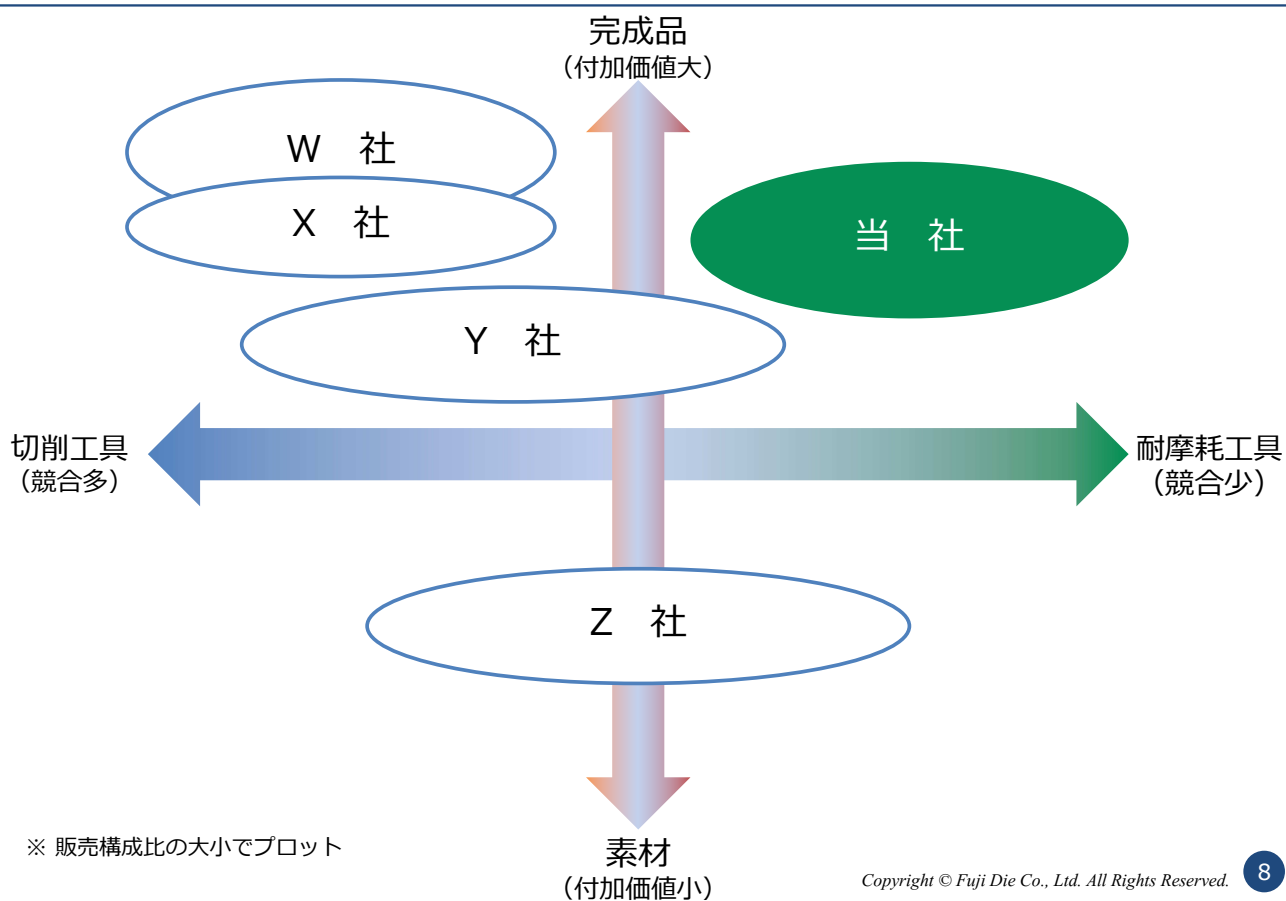 完成品
（付加価値大）
W 社
X 社
当 社
Y 社
切削工具
（競合多）
耐摩耗工具
（競合少）
Z 社
※ 販売構成比の大小でプロット
素材
（付加価値小）
Copyright © Fuji Die Co., Ltd. All Rights Reserved.
8